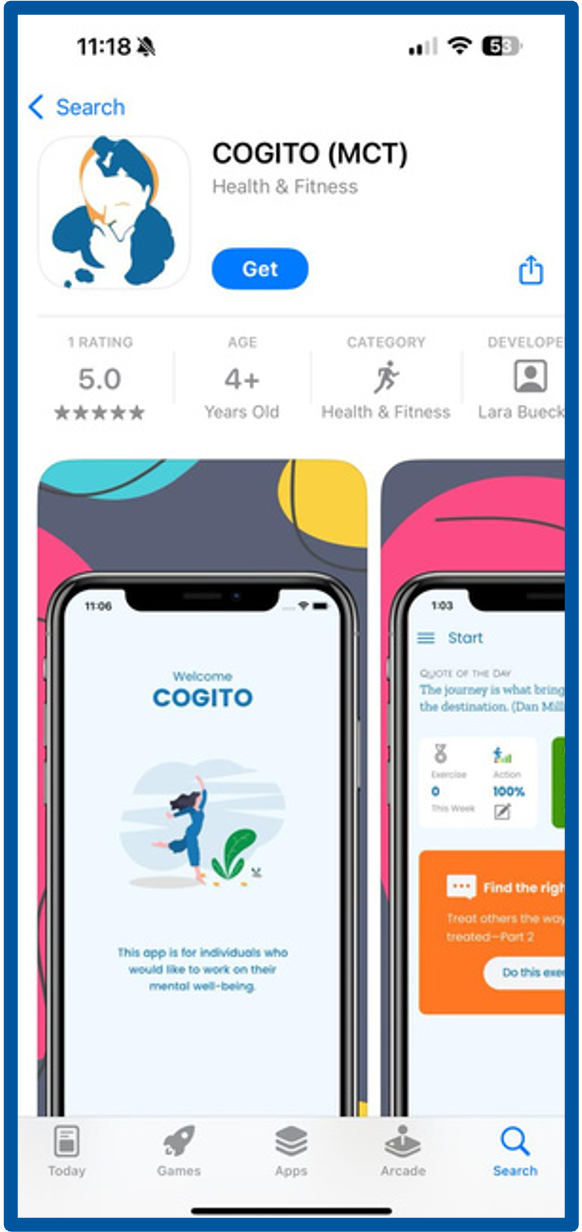 11:18
53
Search
COGITO (MCT)
Health & Fitness
Get
1 RATING
5.0
★★★★★
AGE
4+
Years Old
CATEGORY
Health & Fitness
DEVELOPE
Lara Bueck
11:06
Welcome
COGITO
This app is for individuals who
would like to work on their
mental well-being.
1:03
Start
QUOTE OF THE DAY
The journey is what bring
the destination. (Dan Mill
Exercise
0
This Week
Action
100%
Find the righ
Treat others the way
treated—Part 2
Do this exe
Today
Games
Apps
Arcade
Search